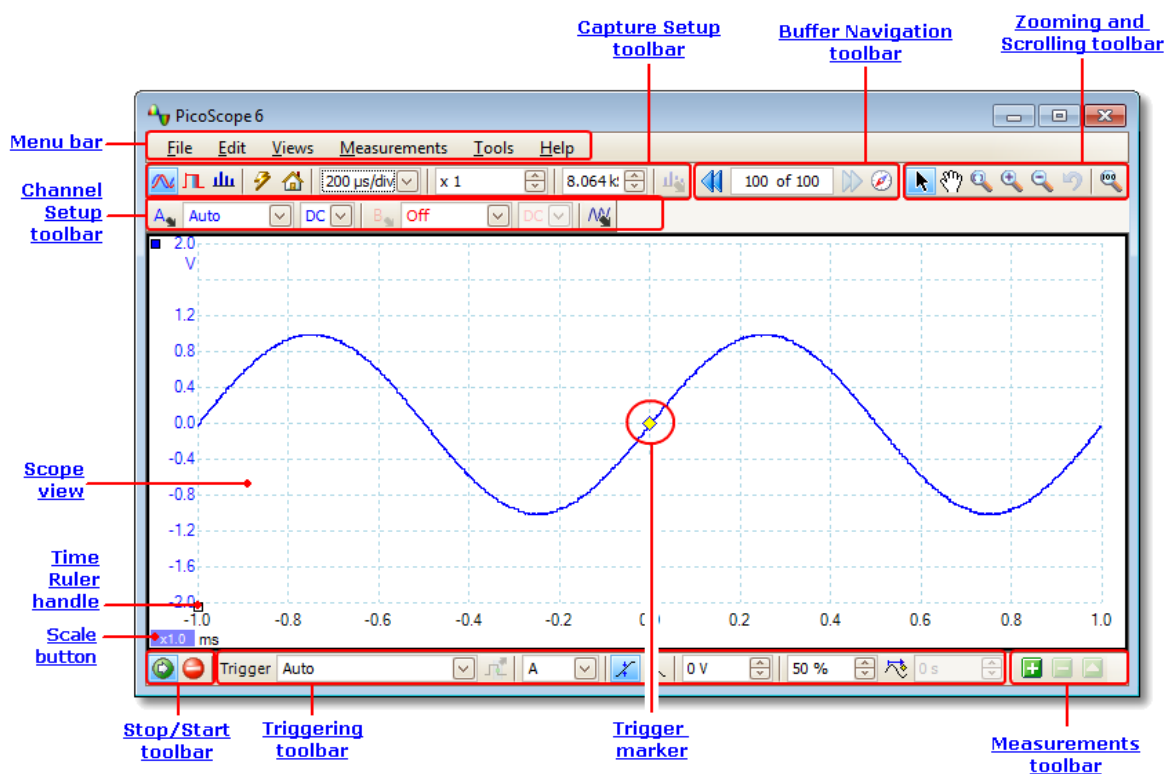 Capture Setup
toolbar
Buffer Navigation
toolbar
Zooming and
Scrolling toolbar
PicoScope 6
Menu bar
File Edit Views Measurements Tools Help
Channel
Setup
toolbar
200 µs/div x 1 8.064 k 100 of 100
A Auto DC B Off DC
2.0
V
1.2
0.8
0.4
0.0
-0.4
-0.8
-1.2
-1.6
-2.0
Scope
view
Time
Ruler
handle
-1.0 -0.8 -0.6 -0.4 -0.2 0.2 0.4 0.6 0.8 1.0
Scale
button
x1.0 ms
Trigger Auto A 0 V 50 % 0 s
Stop/Start
toolbar
Triggering
toolbar
Trigger
marker
Measurements
toolbar